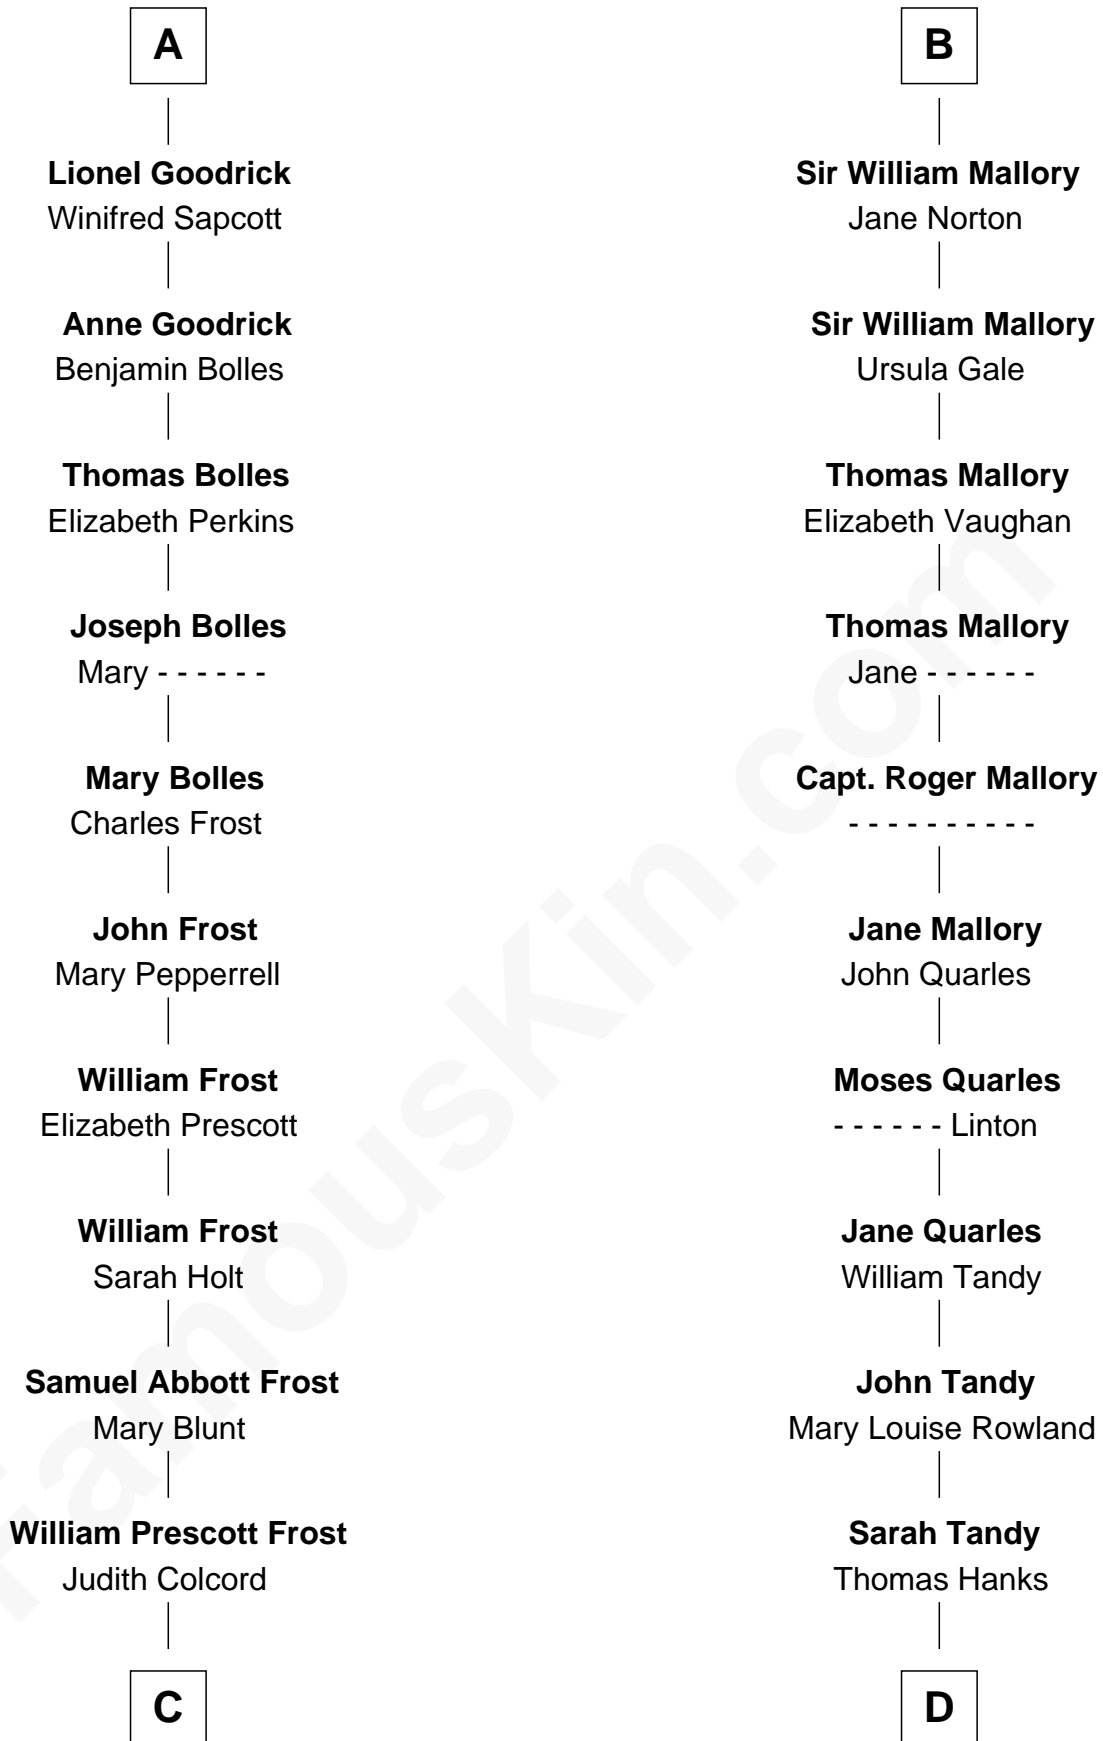 A
Lionel Goodrick
Winifred Sapcott
Anne Goodrick
Benjamin Bolles
Thomas Bolles
Elizabeth Perkins
Joseph Bolles
Mary - - - - - -
Mary Bolles
Charles Frost
John Frost
Mary Pepperrell
William Frost
Elizabeth Prescott
William Frost
Sarah Holt
Samuel Abbott Frost
Mary Blunt
William Prescott Frost
Judith Colcord
C
B
Sir William Mallory
Jane Norton
Sir William Mallory
Ursula Gale
Thomas Mallory
Elizabeth Vaughan
Thomas Mallory
Jane - - - - - -
Capt. Roger Mallory
- - - - - - - - - -
Jane Mallory
John Quarles
Moses Quarles
- - - - - - Linton
Jane Quarles
William Tandy
John Tandy
Mary Louise Rowland
Sarah Tandy
Thomas Hanks
D
FamousKin.com